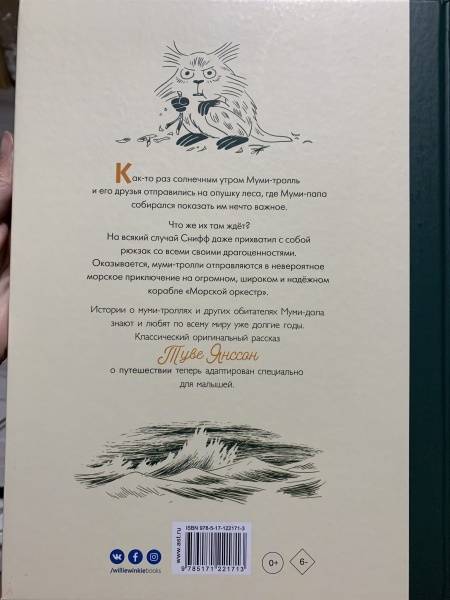 Как-то раз солнечным утром Муми-тролль
и его друзья отправились на опушку леса, где Муми-папа
собирался показать им нечто важное.
Что же их там ждёт?
На всякий случай Снифф даже прихватил с собой
рюкзак со всеми своими драгоценностями.
Оказывается, муми-тролли отправляются в невероятное
морское приключение на огромном, широком и надёжном
корабле «Морской оркестр».
Истории о муми-троллях и других обитателях Муми-дола
знают и любят по всему миру уже долгие годы.
Классический оригинальный рассказ
Туве Янссон
о путешествии теперь адаптирован специально
для малышей.
ISBN 978-5-17-122171-3
www.ast.ru
9 785171 221713
/williewinkiebooks
0+
6-